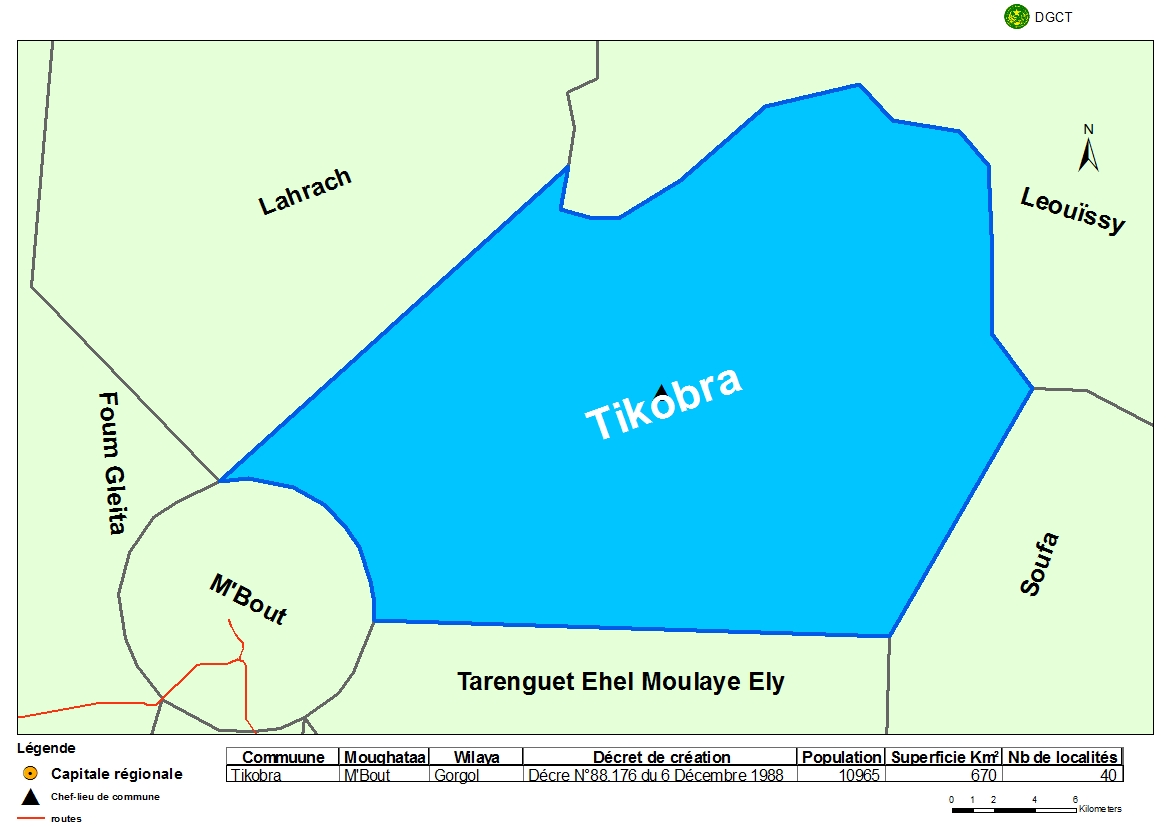 DGCT
N
Lahrach
Leouïssy
Tikobra
Foum Gleita
Soufa
M'Bout
Tarenguet Ehel Moulaye Ely
Légende
Capitale régionale
Chef-lieu de commune
routes
Commuune Moughataa Wilaya Décret de création Population Superficie Km² Nb de localités
Tikobra M'Bout Gorgol Décre N°88.176 du 6 Décembre 1988 10965 670 40
0 1 2 4 6
Kilometers